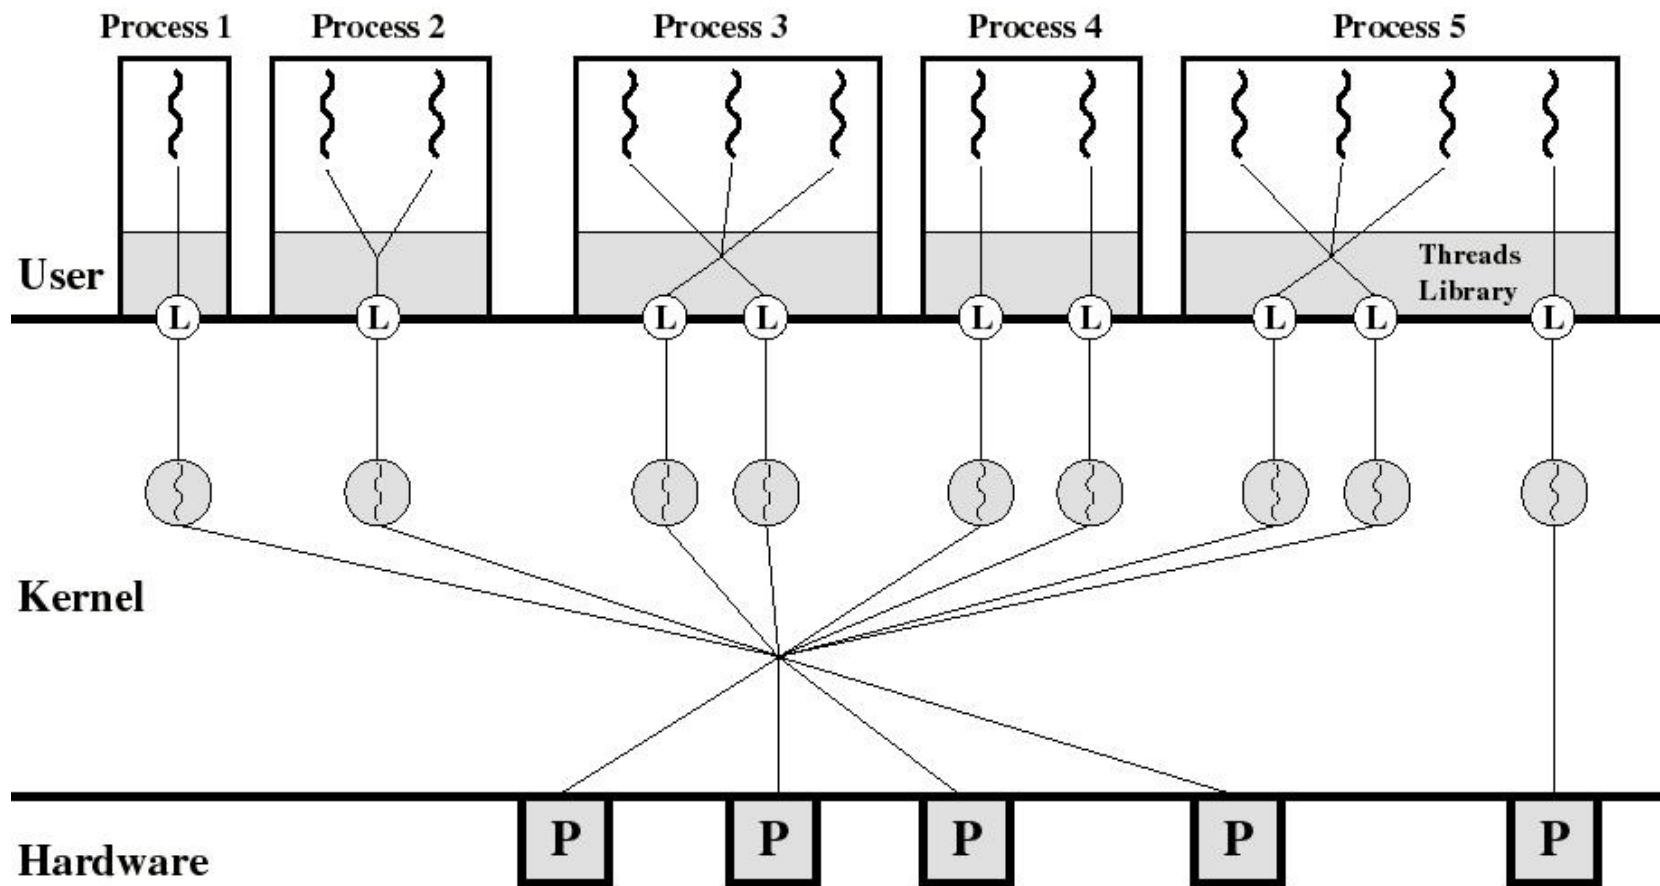 Process 1 Process 2 Process 3 Process 4 Process 5
Threads
Library
User
L L L L L L L L L
Kernel
P P P P P
Hardware